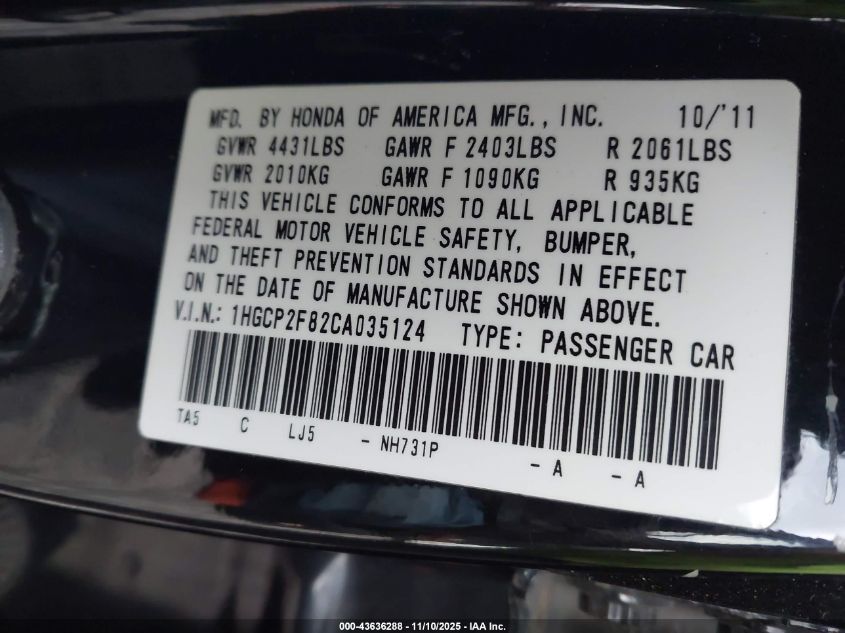 MFD. BY HONDA OF AMERICA MFG., INC. 10/'11
GVWR 4431LBS GAWR F 2403LBS R 2061LBS
GVWR 2010KG GAWR F 1090KG R 935KG
THIS VEHICLE CONFORMS TO ALL APPLICABLE
FEDERAL MOTOR VEHICLE SAFETY, BUMPER,
AND THEFT PREVENTION STANDARDS IN EFFECT
ON THE DATE OF MANUFACTURE SHOWN ABOVE.
V.I.N.: 1HGCP2F82CA035124 TYPE: PASSENGER CAR
TA5 C LJ5 - NH731P - A - A
000-43636288 - 11/10/2025 - IAA Inc.